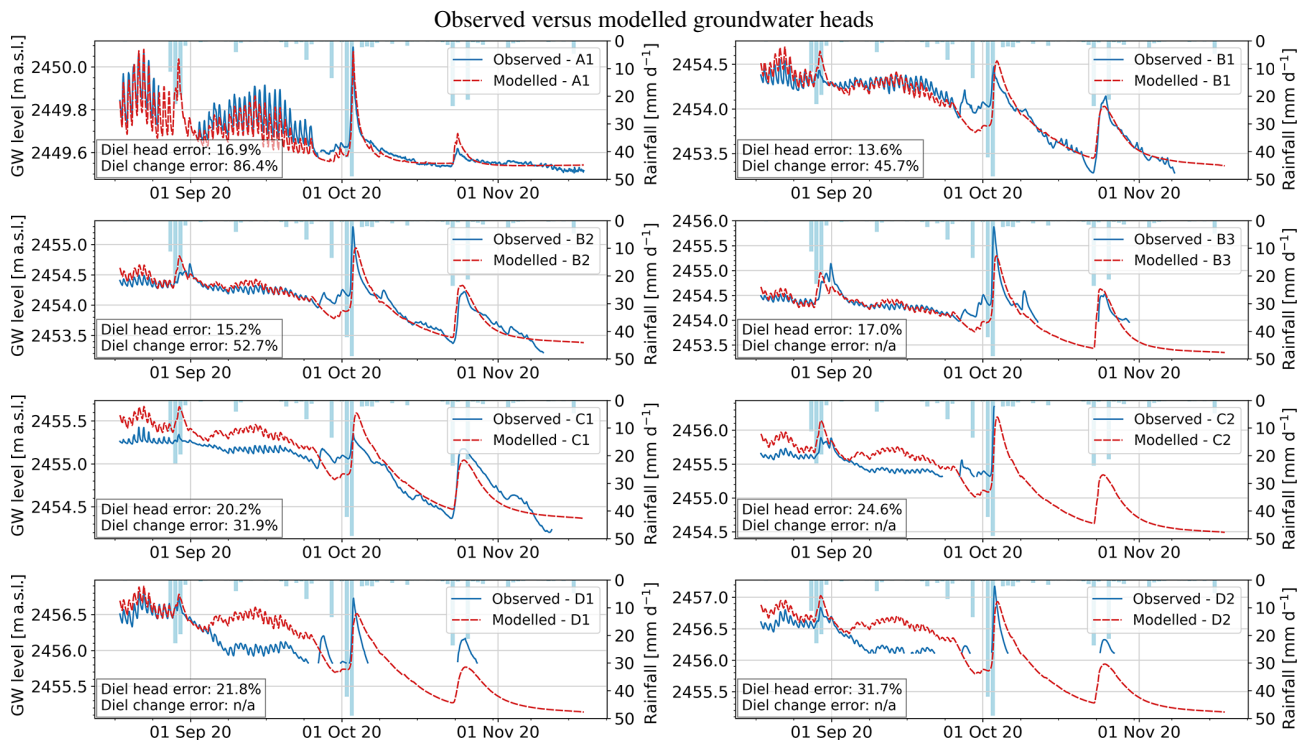 Observed versus modelled groundwater heads
GW level [m a.s.l.]
2450.0
2449.8
2449.6
Observed - A1
Modelled - A1
Diel head error: 16.9%
Diel change error: 86.4%
0
10
20
30
40
50
Rainfall [mm d⁻¹]
01 Sep 20
01 Oct 20
01 Nov 20
2454.5
2454.0
2453.5
Observed - B1
Modelled - B1
Diel head error: 13.6%
Diel change error: 45.7%
0
10
20
30
40
50
Rainfall [mm d⁻¹]
01 Sep 20
01 Oct 20
01 Nov 20
GW level [m a.s.l.]
2455.0
2454.5
2454.0
2453.5
Observed - B2
Modelled - B2
Diel head error: 15.2%
Diel change error: 52.7%
0
10
20
30
40
50
Rainfall [mm d⁻¹]
01 Sep 20
01 Oct 20
01 Nov 20
2456.0
2455.5
2455.0
2454.5
2454.0
2453.5
Observed - B3
Modelled - B3
Diel head error: 17.0%
Diel change error: n/a
0
10
20
30
40
50
Rainfall [mm d⁻¹]
01 Sep 20
01 Oct 20
01 Nov 20
GW level [m a.s.l.]
2455.5
2455.0
2454.5
Observed - C1
Modelled - C1
Diel head error: 20.2%
Diel change error: 31.9%
0
10
20
30
40
50
Rainfall [mm d⁻¹]
01 Sep 20
01 Oct 20
01 Nov 20
2456.0
2455.5
2455.0
2454.5
Observed - C2
Modelled - C2
Diel head error: 24.6%
Diel change error: n/a
0
10
20
30
40
50
Rainfall [mm d⁻¹]
01 Sep 20
01 Oct 20
01 Nov 20
GW level [m a.s.l.]
2456.5
2456.0
2455.5
Observed - D1
Modelled - D1
Diel head error: 21.8%
Diel change error: n/a
0
10
20
30
40
50
Rainfall [mm d⁻¹]
01 Sep 20
01 Oct 20
01 Nov 20
2457.0
2456.5
2456.0
2455.5
Observed - D2
Modelled - D2
Diel head error: 31.7%
Diel change error: n/a
0
10
20
30
40
50
Rainfall [mm d⁻¹]
01 Sep 20
01 Oct 20
01 Nov 20